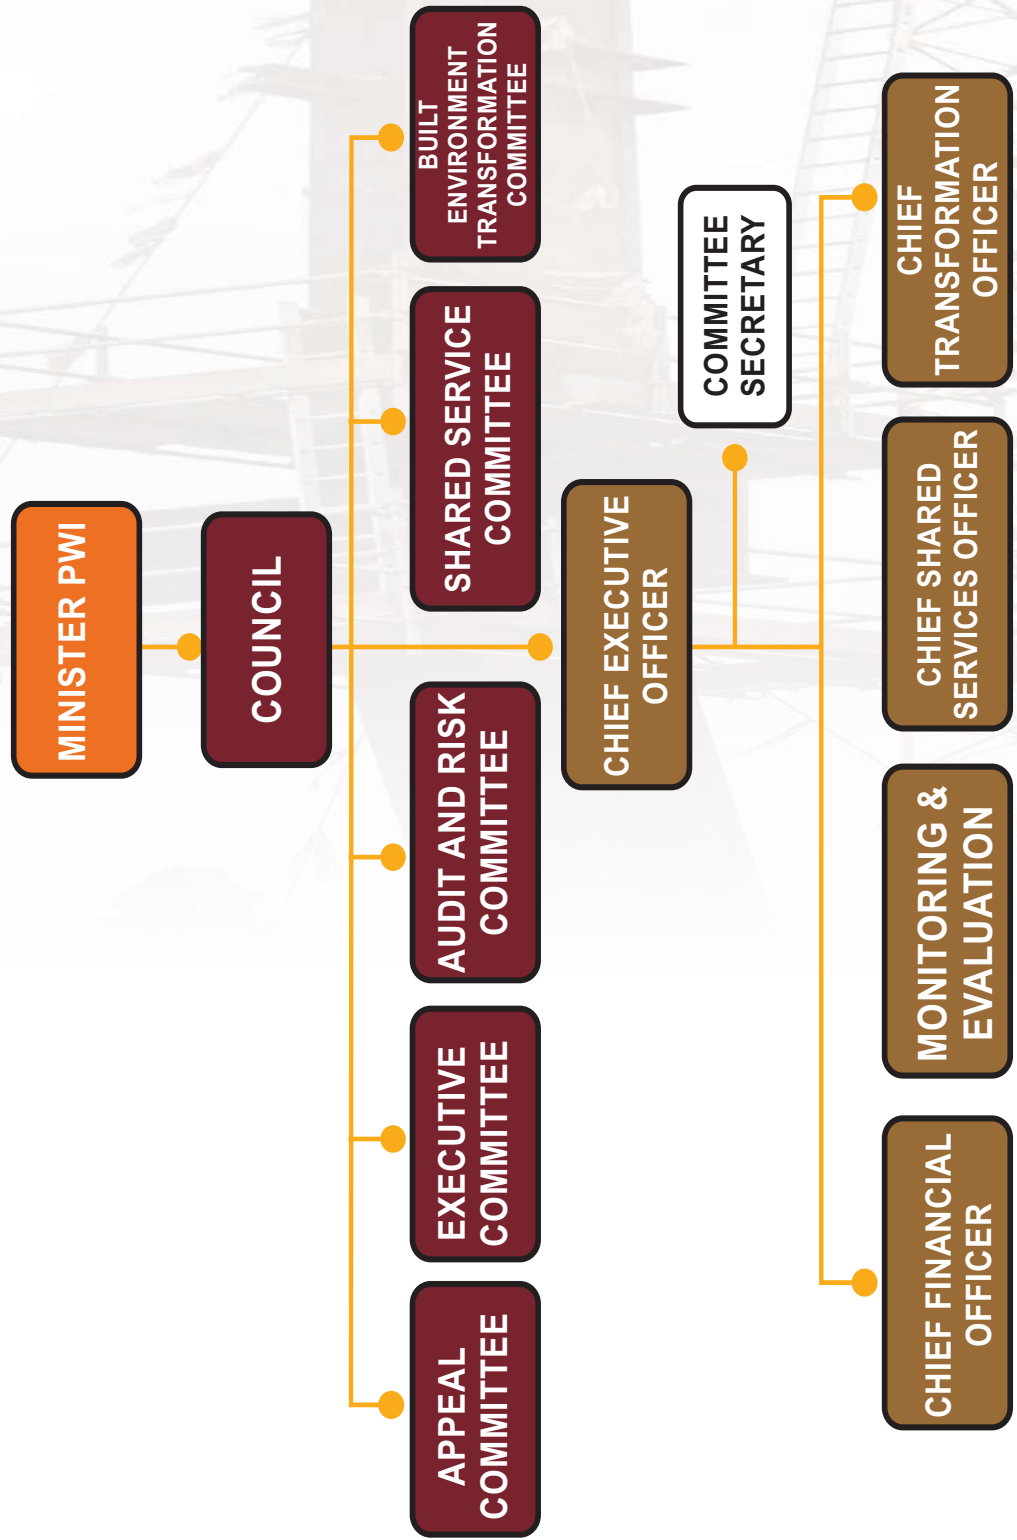 MINISTER PWI
COUNCIL
APPEAL
COMMITTEE
EXECUTIVE
COMMITTEE
AUDIT AND RISK
COMMITTEE
SHARED SERVICE
COMMITTEE
BUILT
ENVIRONMENT
TRANSFORMATION
COMMITTEE
CHIEF EXECUTIVE
OFFICER
COMMITTEE
SECRETARY
CHIEF FINANCIAL
OFFICER
MONITORING &
EVALUATION
CHIEF SHARED
SERVICES OFFICER
CHIEF
TRANSFORMATION
OFFICER